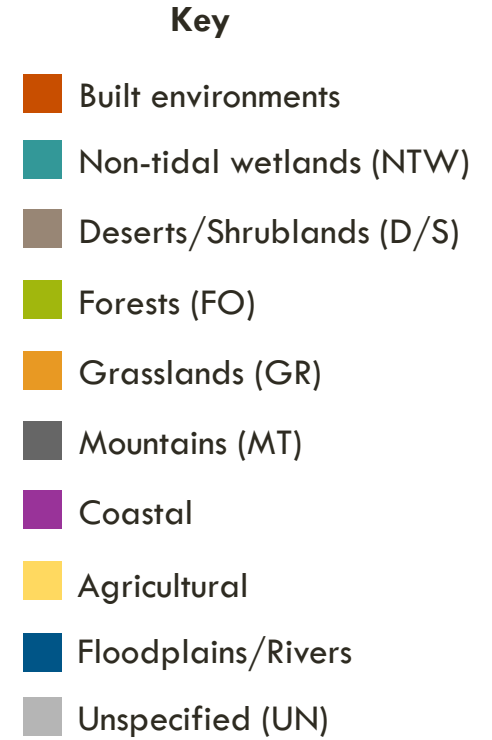 Key
Built environments
Non-tidal wetlands (NTW)
Deserts/Shrublands (D/S)
Forests (FO)
Grasslands (GR)
Mountains (MT)
Coastal
Agricultural
Floodplains/Rivers
Unspecified (UN)